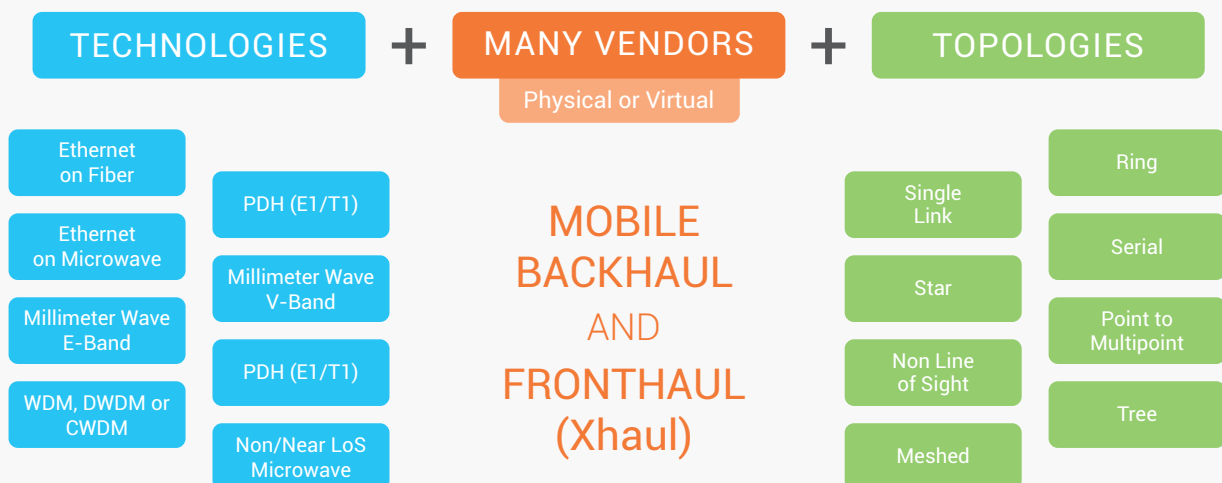 TECHNOLOGIES + MANY VENDORS + TOPOLOGIES
Physical or Virtual
Ethernet
on Fiber
Ethernet
on Microwave
Millimeter Wave
E-Band
WDM, DWDM or
CWDM
PDH (E1/T1)
Millimeter Wave
V-Band
PDH (E1/T1)
Non/Near LoS
Microwave
MOBILE
BACKHAUL
AND
FRONTHAUL
(Xhaul)
Single
Link
Star
Non Line
of Sight
Meshed
Ring
Serial
Point to
Multipoint
Tree